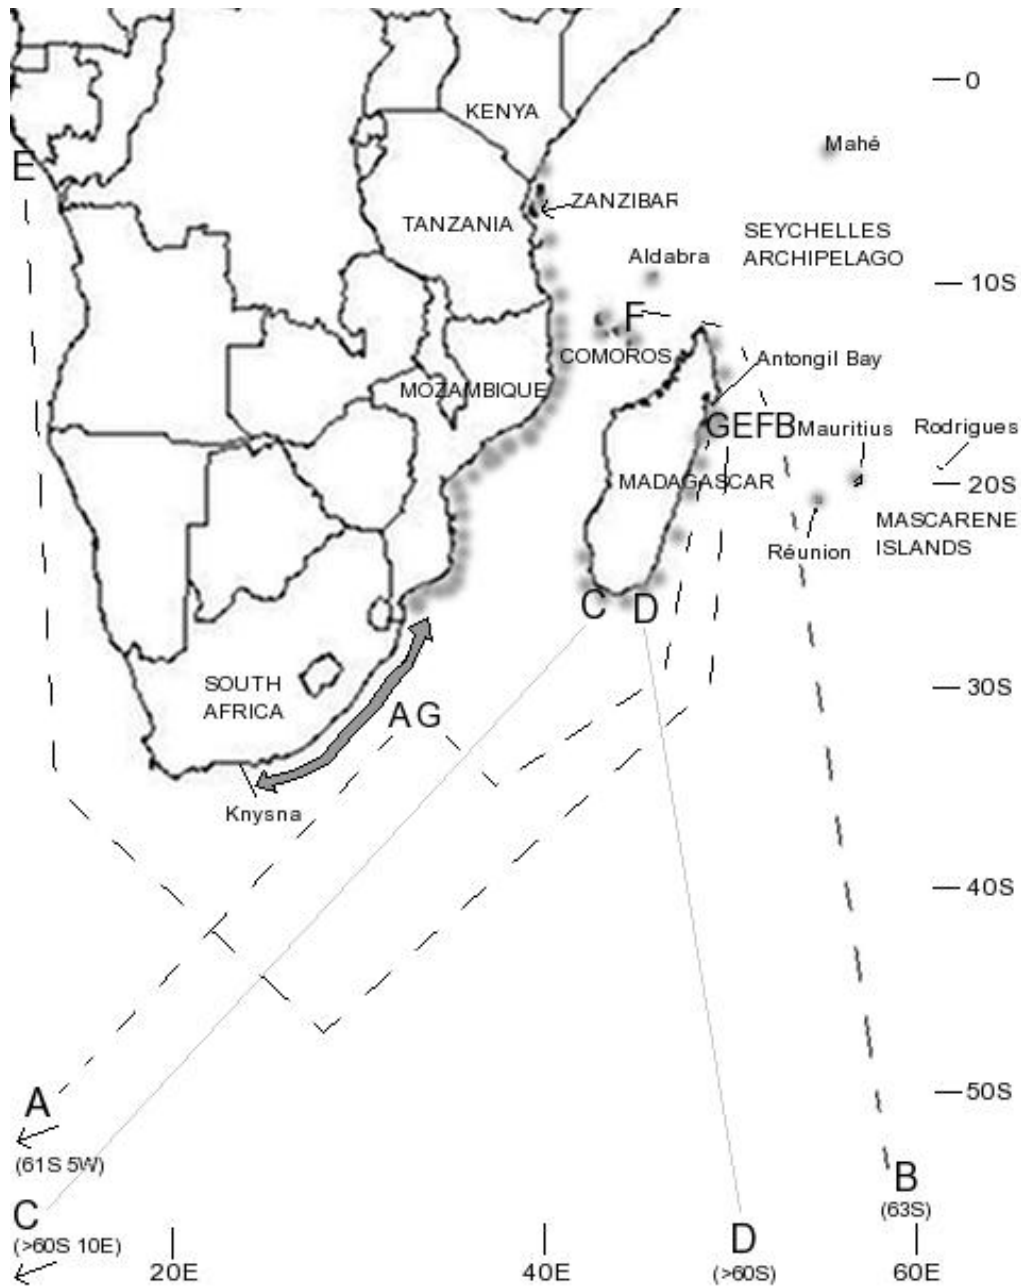 0
KENYA
Mahé
E
ZANZIBAR
TANZANIA
SEYCHELLES
ARCHIPELAGO
Aldabra
10S
F
COMOROS
Antongil Bay
MOZAMBIQUE
GEFB
Mauritius
Rodrigues
MADAGASCAR
20S
MASCARENE
ISLANDS
Réunion
C
D
SOUTH
AFRICA
30S
A G
Knysna
40S
50S
A
(61S 5W)
B
(63S)
C
(>60S 10E)
D
(>60S)
20E
40E
60E